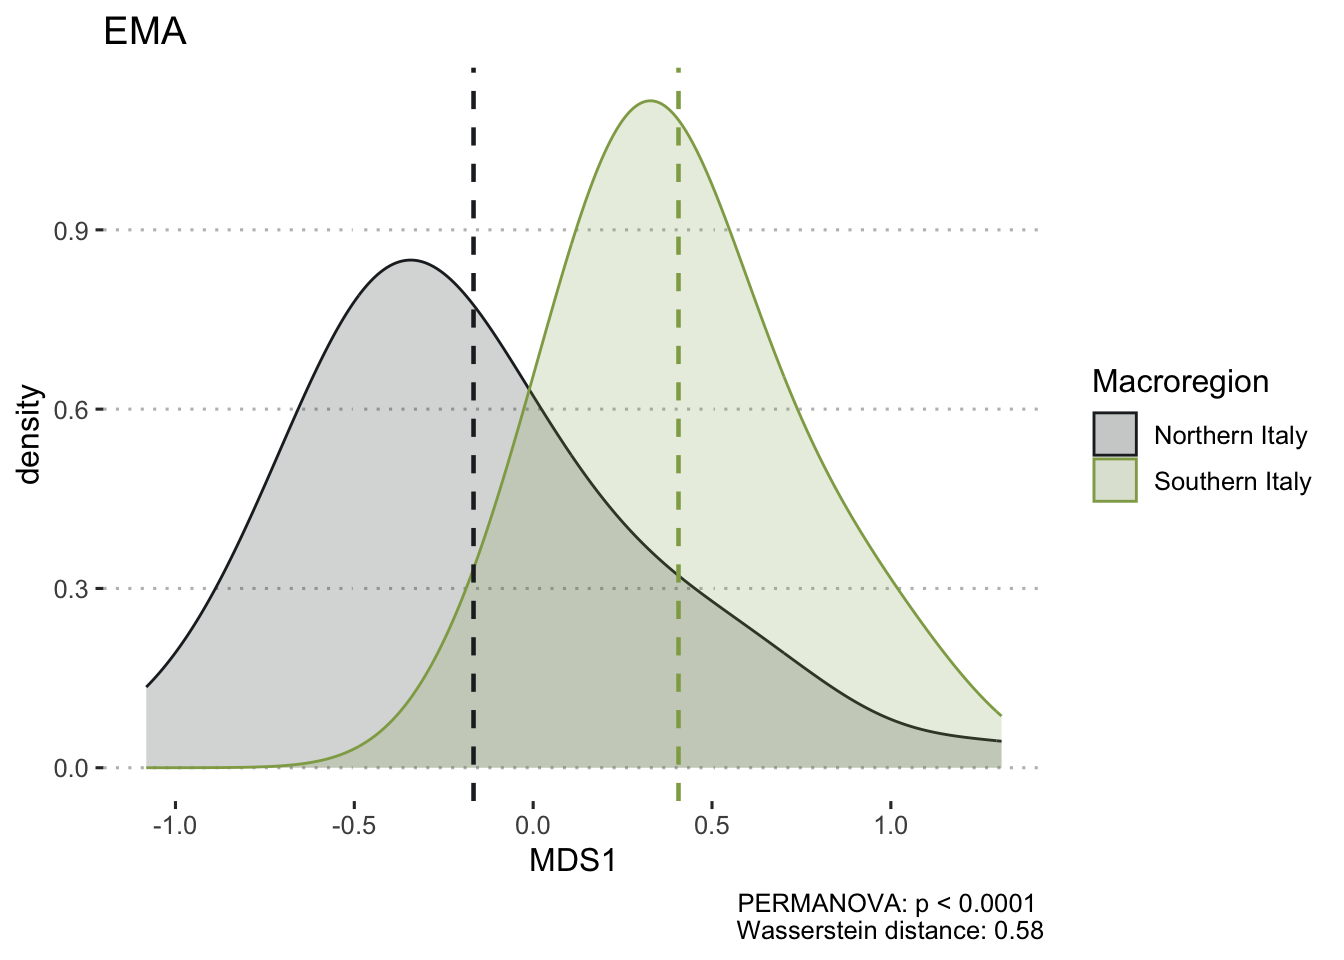 EMA
density
0.9
0.6
0.3
0.0
-1.0 -0.5 0.0 0.5 1.0
MDS1
Macroregion
Northern Italy
Southern Italy
PERMANOVA: p < 0.0001
Wasserstein distance: 0.58